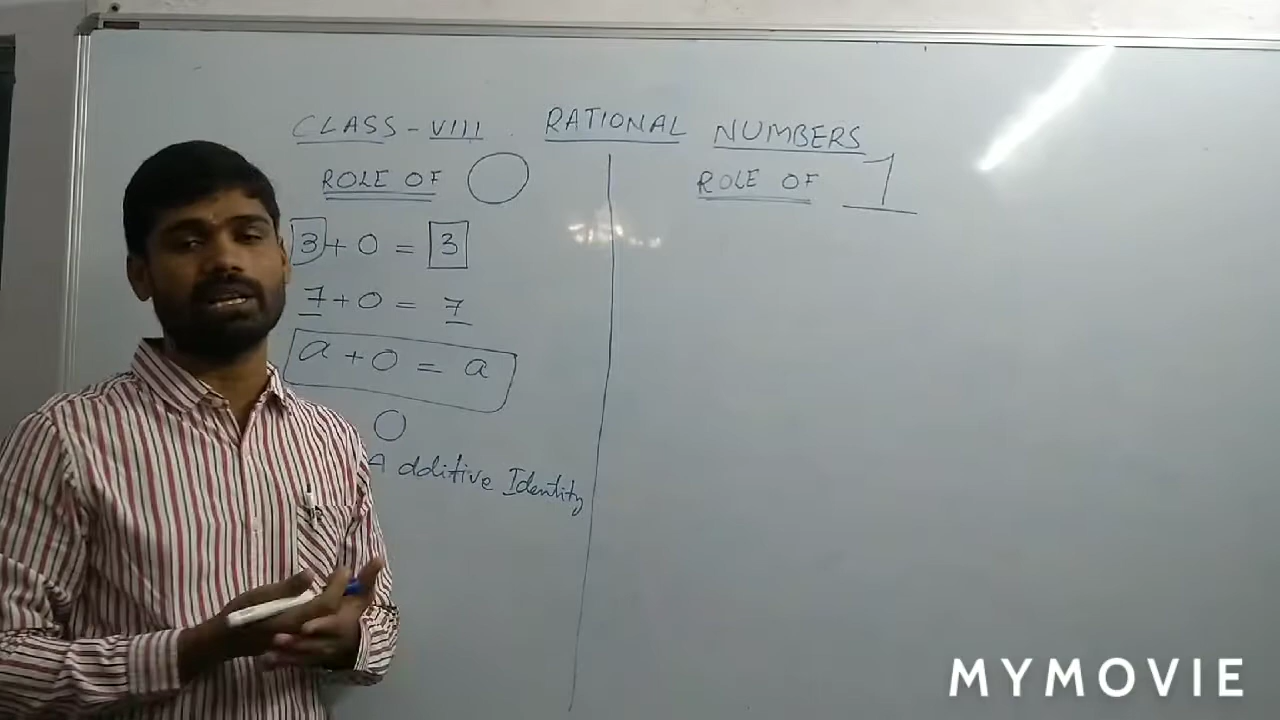 CLASS - VIII RATIONAL NUMBERS
ROLE OF 0
3 + 0 = 3
7 + 0 = 7
a + 0 = a
0
Additive Identity
ROLE OF 1
MYMOVIE